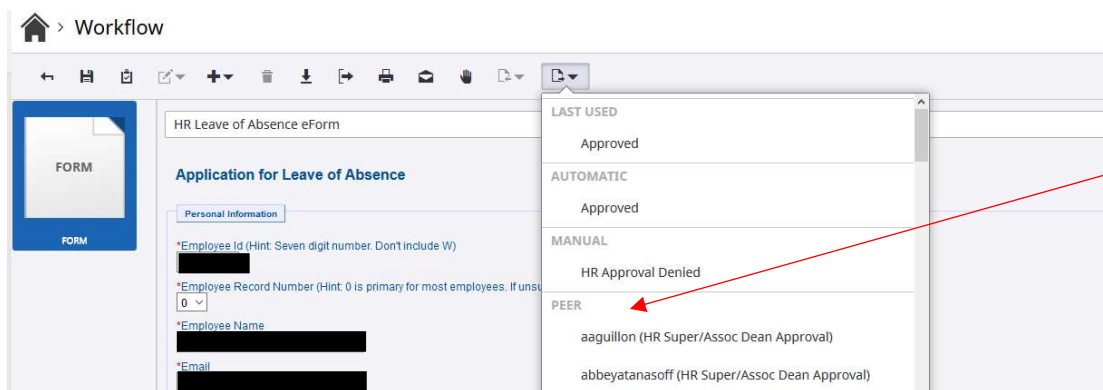 > Workflow
LAST USED
Approved
AUTOMATIC
Approved
MANUAL
HR Approval Denied
PEER
aaguillon (HR Super/Assoc Dean Approval)
abbeyatanasoff (HR Super/Assoc Dean Approval)
FORM
FORM
HR Leave of Absence eForm
Application for Leave of Absence
Personal Information
*Employee Id (Hint: Seven digit number. Don't include W)
*Employee Record Number (Hint: 0 is primary for most employees. If unsu
0
*Employee Name
*Email